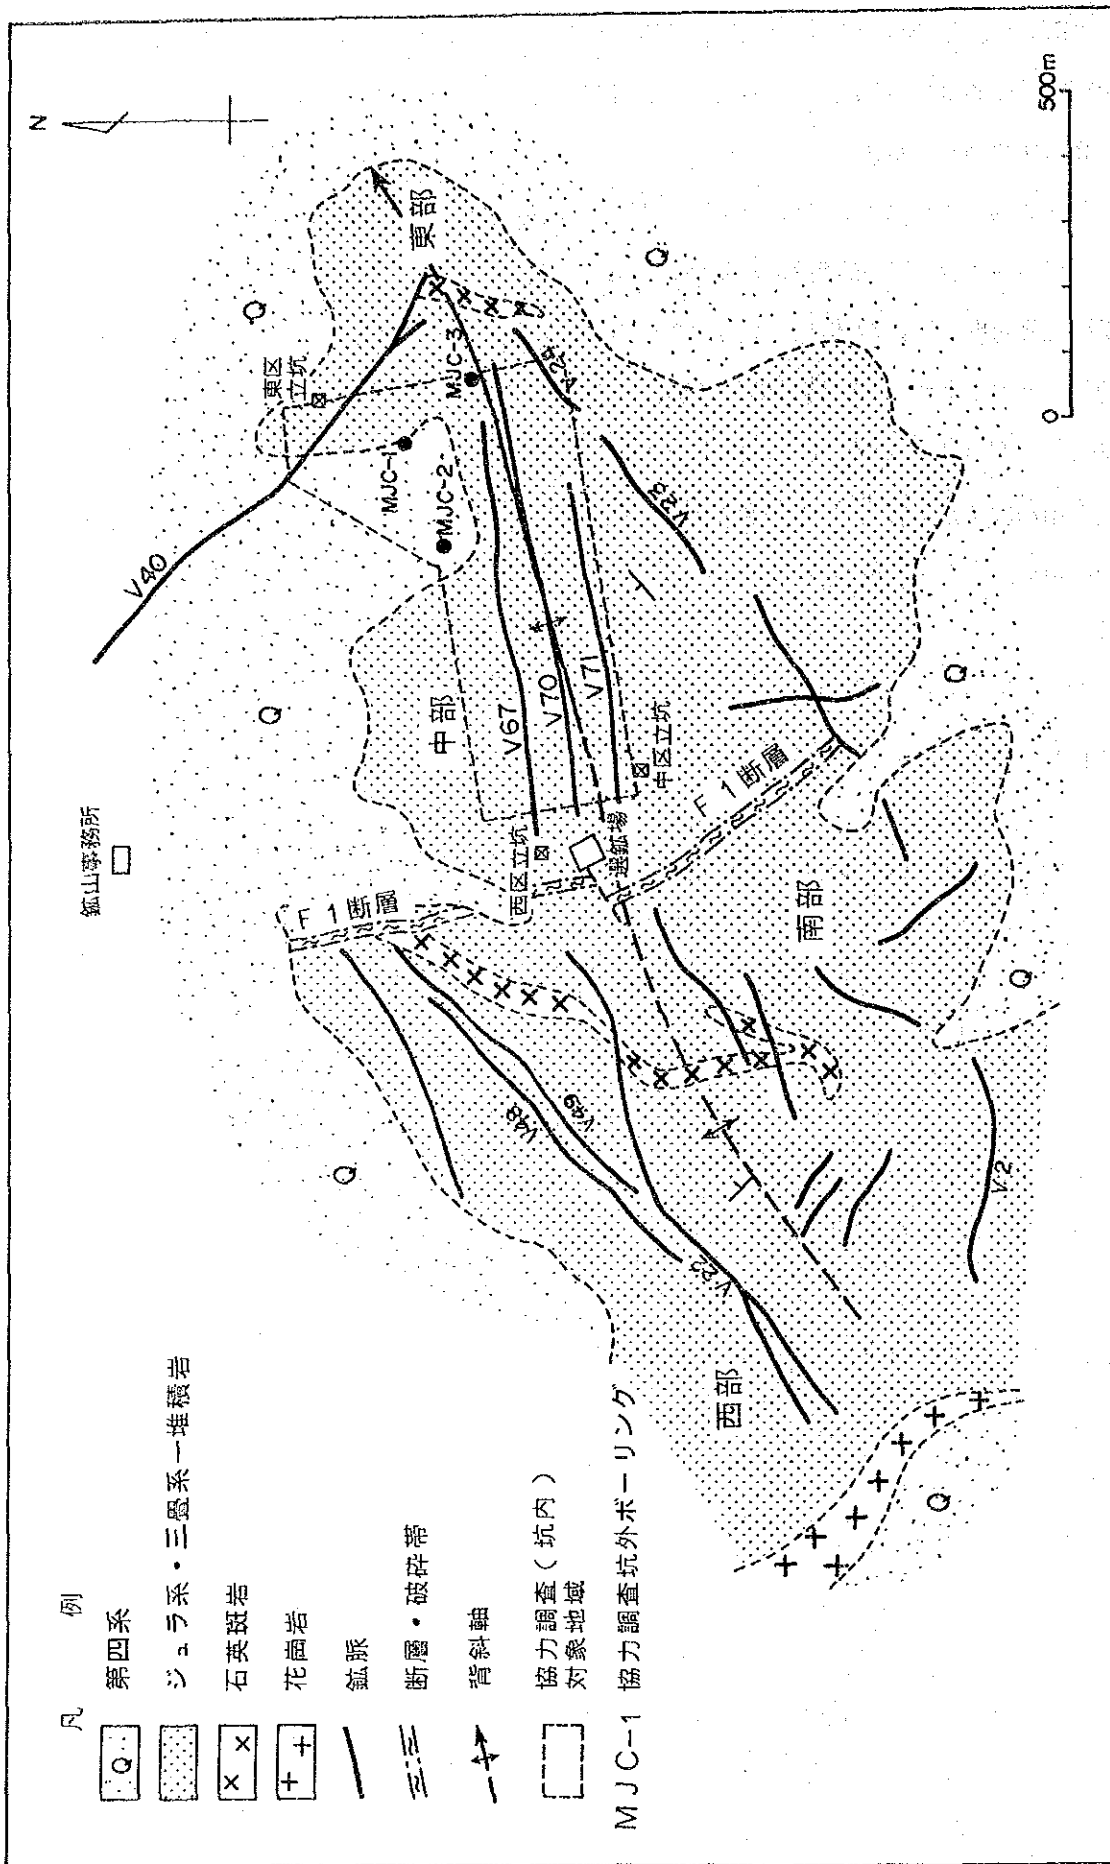 N
凡例
Q 第四系
ジュラ系・三畳系ー堆積岩
石英斑岩
花崗岩
鉱脈
断層・破砕帯
背斜軸
協力調査（坑内）
対象地域
MJC-1 協力調査坑外ボーリング
鉱山事務所
V40
東区
立坑
Q
Q
Q
F1断層
中部
MJC-1
MJC-2
MJC-3
東部
V67
V70
V71
V24
V23
西区立坑
選鉱場
中区立坑
F1断層
V48
V49
V22
西部
南部
V2
Q
Q
Q
Q
0
500m